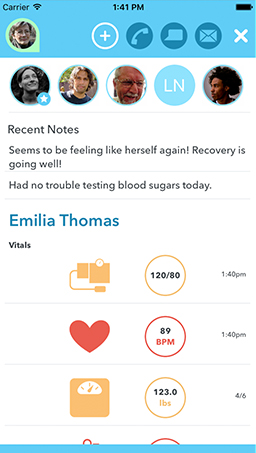 Carrier 1:41 PM
LN
Recent Notes
Seems to be feeling like herself again! Recovery is
going well!
Had no trouble testing blood sugars today.
Emilia Thomas
Vitals
120/80 1:40pm
89 1:40pm
BPM
123.0 4/6
lbs